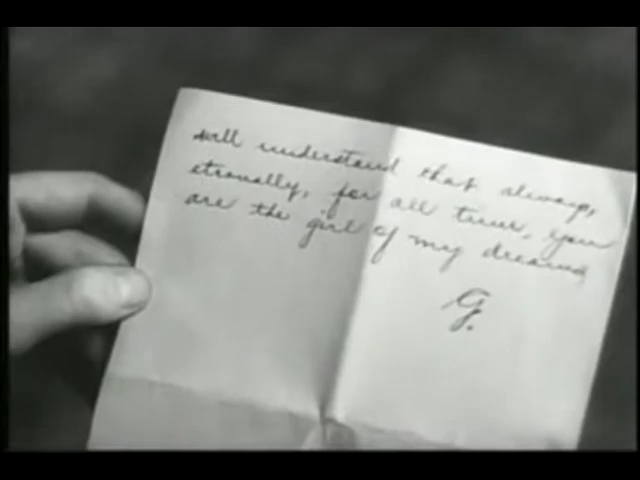 will understand that always,
eternally, for all time, you
are the girl of my dreams
G.